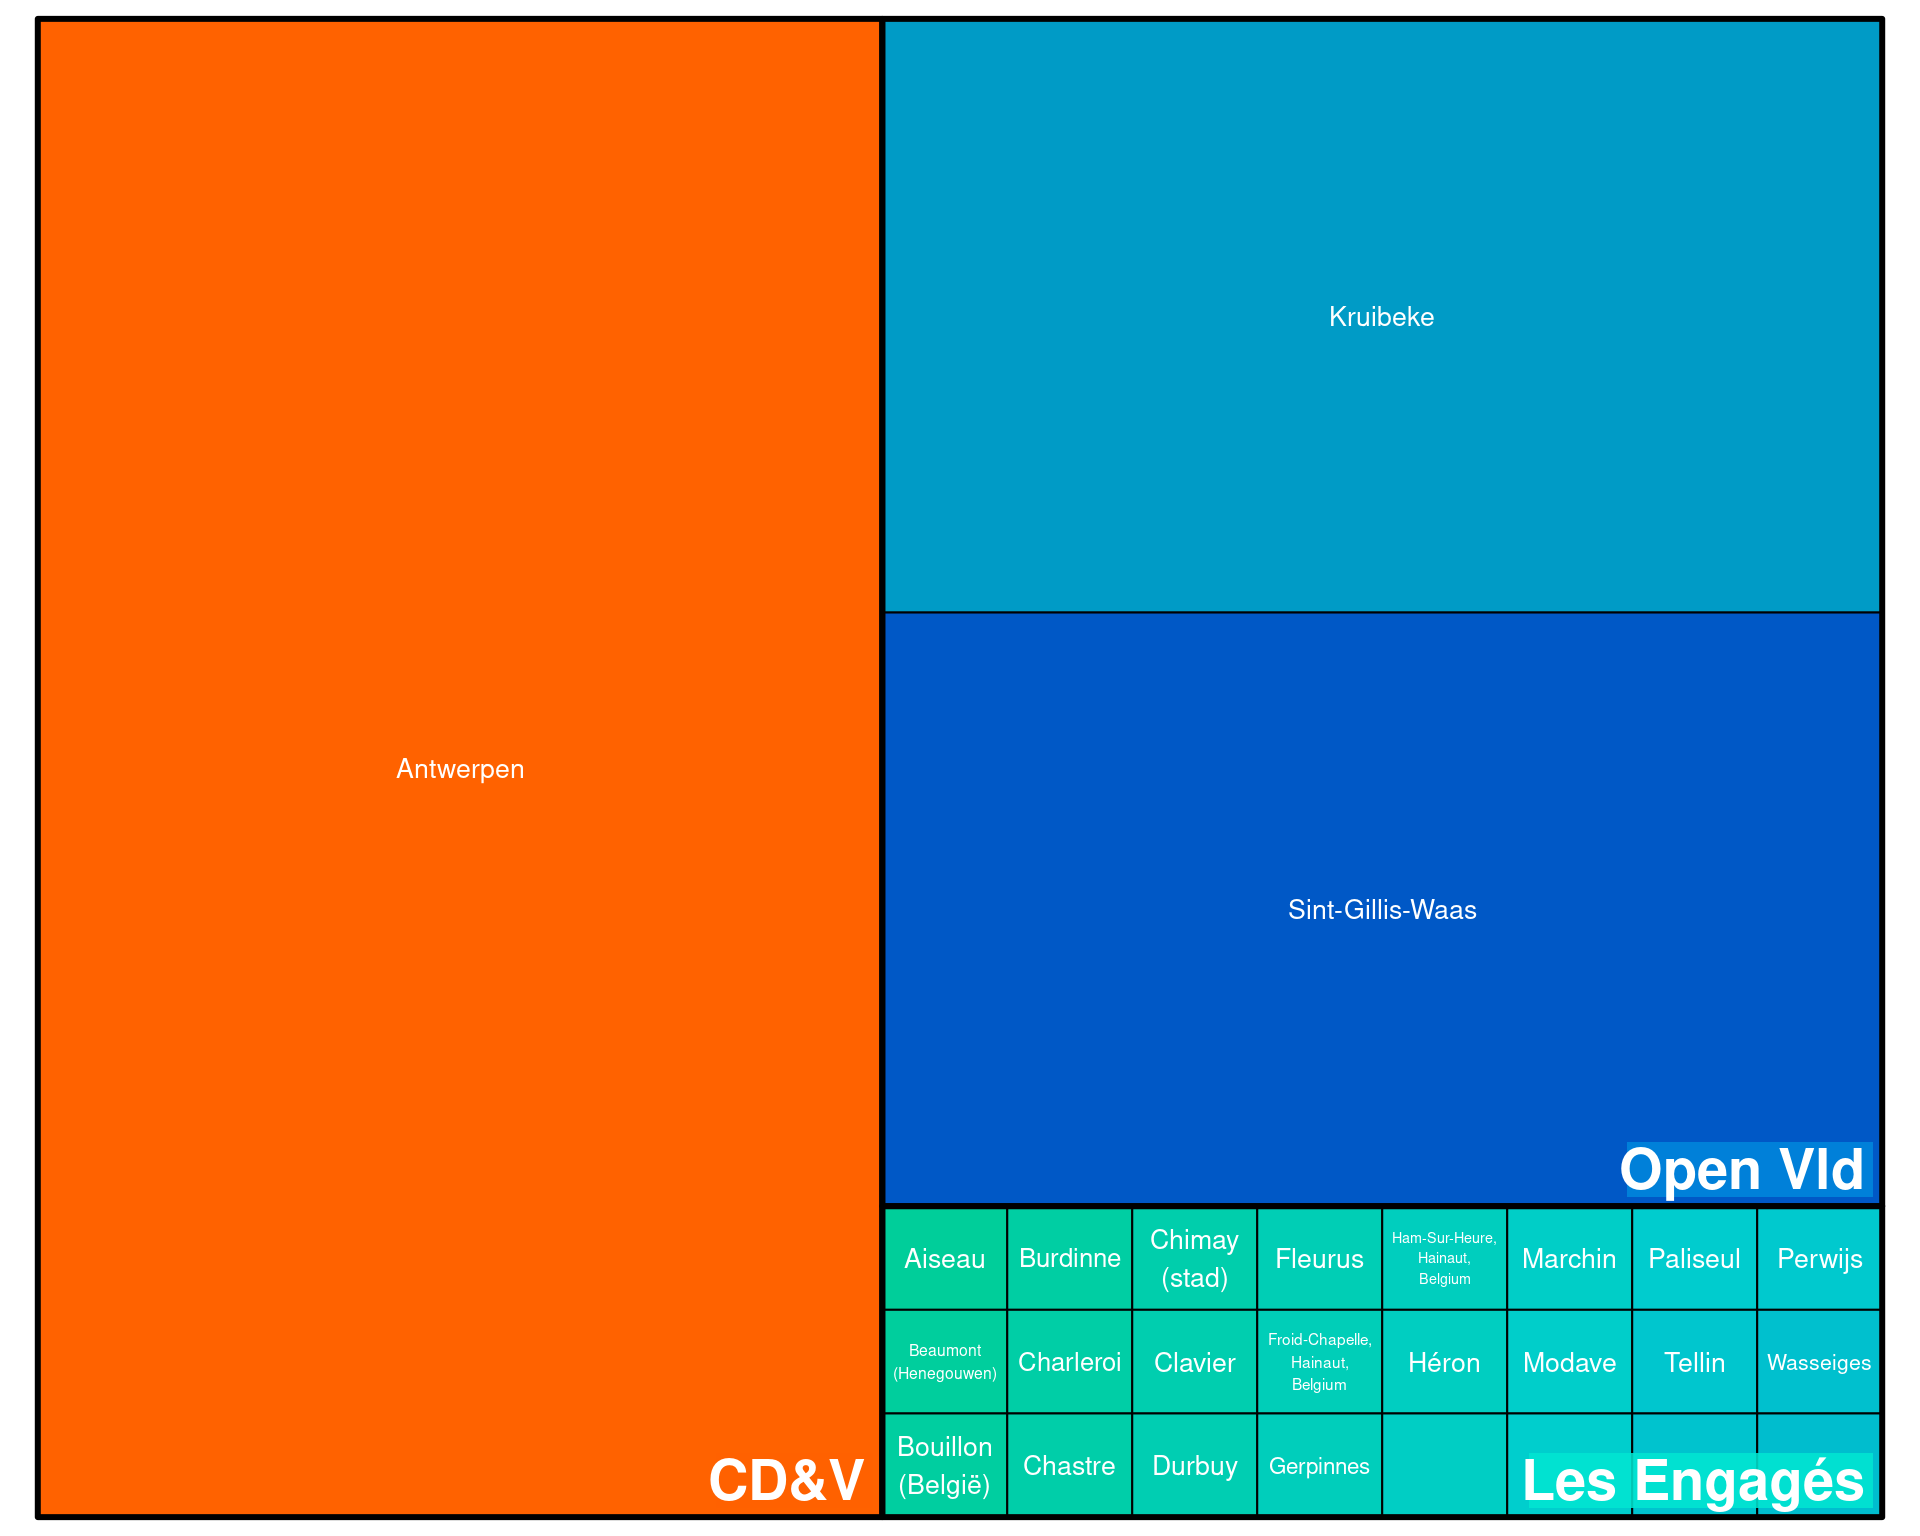 Antwerpen
CD&V
Kruibeke
Sint-Gillis-Waas
Open Vld
Aiseau
Burdinne
Chimay
(stad)
Fleurus
Ham-Sur-Heure,
Hainaut,
Belgium
Marchin
Paliseul
Perwijs
Beaumont
(Henegouwen)
Charleroi
Clavier
Froid-Chapelle,
Hainaut,
Belgium
Héron
Modave
Tellin
Wasseiges
Bouillon
(België)
Chastre
Durbuy
Gerpinnes
Les Engagés